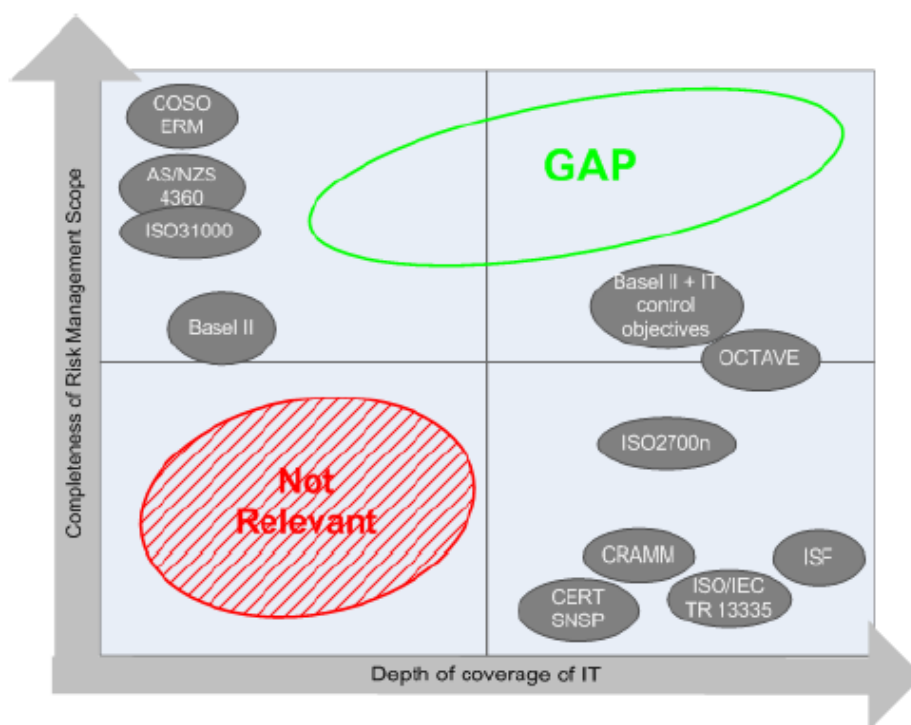 Completeness of Risk Management Scope
COSO
ERM
AS/NZS
4360
ISO31000
Basel II
GAP
Basel II + IT
control
objectives
OCTAVE
ISO2700n
Not
Relevant
CRAMM
ISF
CERT
SNSP
ISO/IEC
TR 13335
Depth of coverage of IT